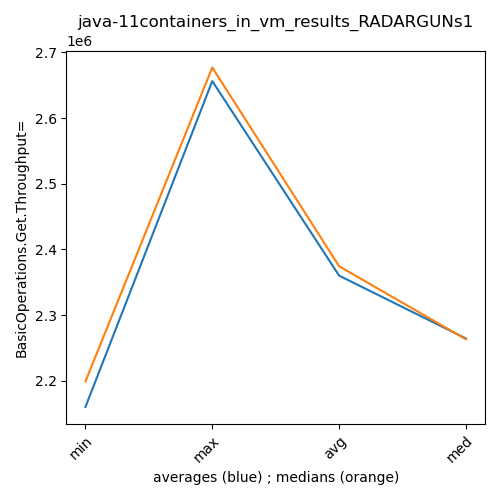 java-11containers_in_vm_results_RADARGUNs1
1e6
2.7
2.6
2.5
2.4
2.3
2.2
BasicOperations.Get.Throughput=
min
max
avg
med
averages (blue) ; medians (orange)